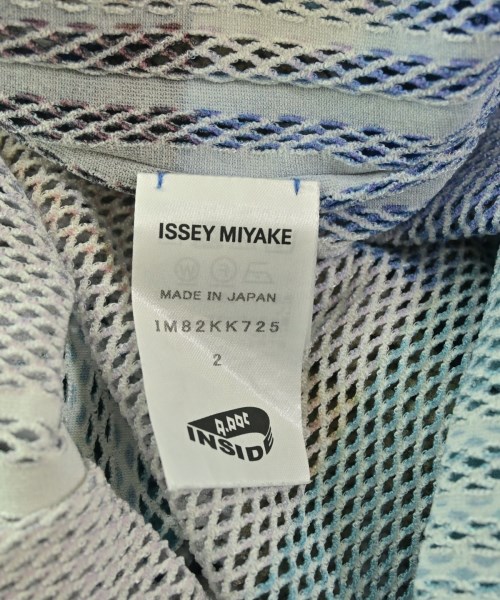 ISSEY MIYAKE
MADE IN JAPAN
IM82KK725
2
A-POC
INSIDE